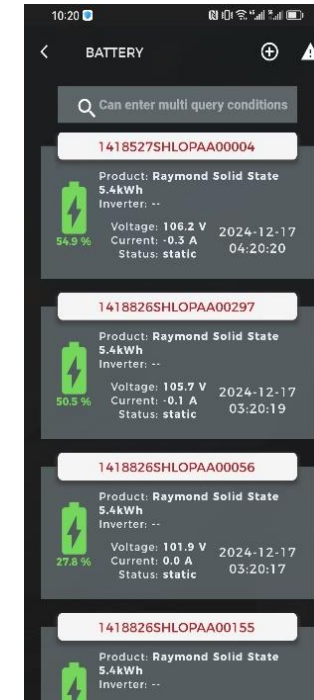 10:20
BATTERY
Can enter multi query conditions
1418527SHLOPAA00004
Product: Raymond Solid State
5.4kWh
Inverter: --
Voltage: 106.2 V
Current: -0.3 A
Status: static
54.9 %
2024-12-17
04:20:20
1418826SHLOPAA00297
Product: Raymond Solid State
5.4kWh
Inverter: --
Voltage: 105.7 V
Current: -0.1 A
Status: static
50.5 %
2024-12-17
03:20:19
1418826SHLOPAA00056
Product: Raymond Solid State
5.4kWh
Inverter: --
Voltage: 101.9 V
Current: 0.0 A
Status: static
27.8 %
2024-12-17
03:20:17
1418826SHLOPAA00155
Product: Raymond Solid State
5.4kWh
Inverter: --